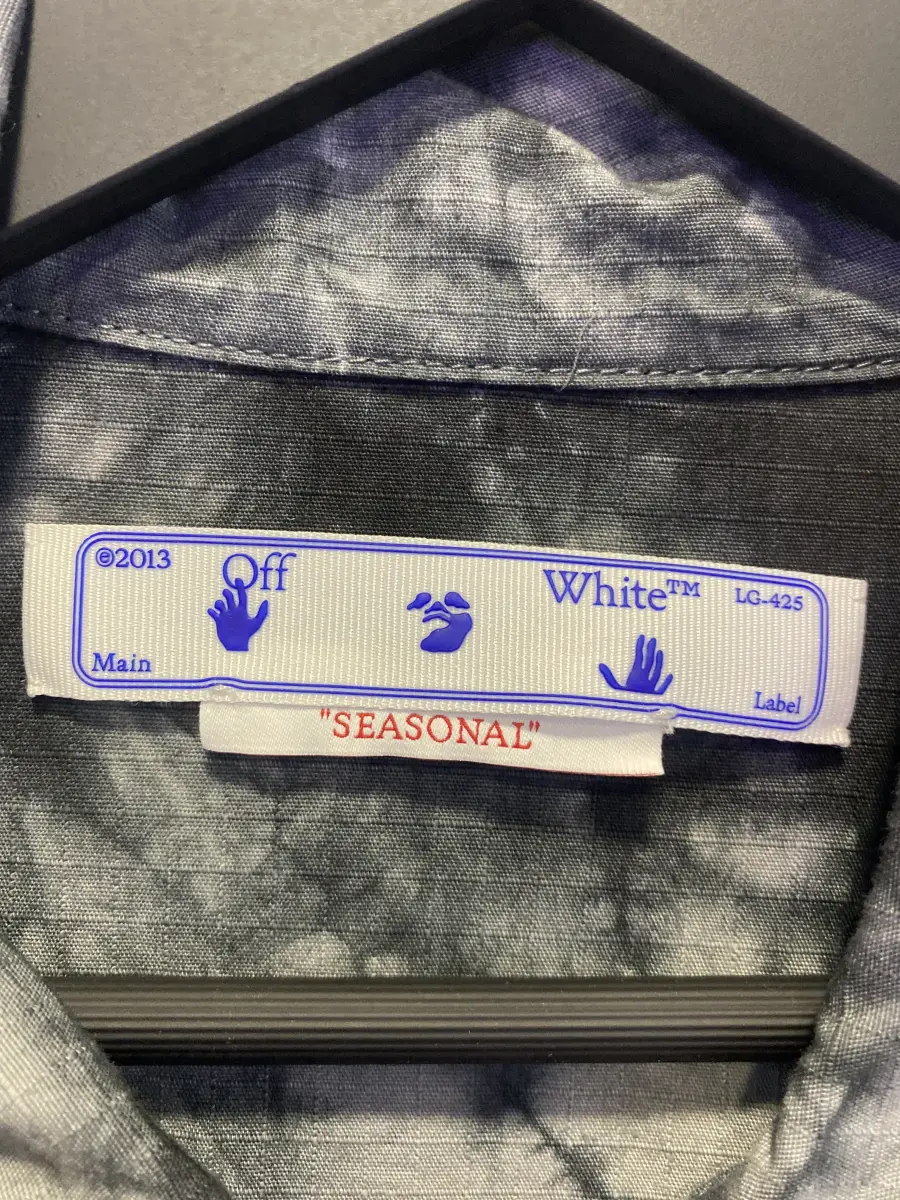 ©2013
Off
White™
LG-425
Main
Label
"SEASONAL"